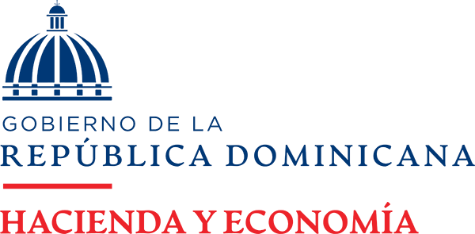 GOBIERNO DE LA
REPÚBLICA DOMINICANA
HACIENDA Y ECONOMÍA